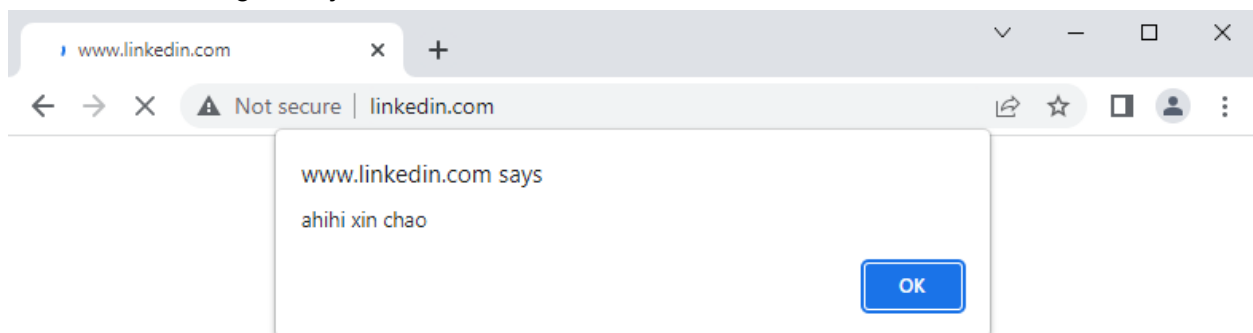 www.linkedin.com
Not secure | linkedin.com
www.linkedin.com says
ahihi xin chao
OK